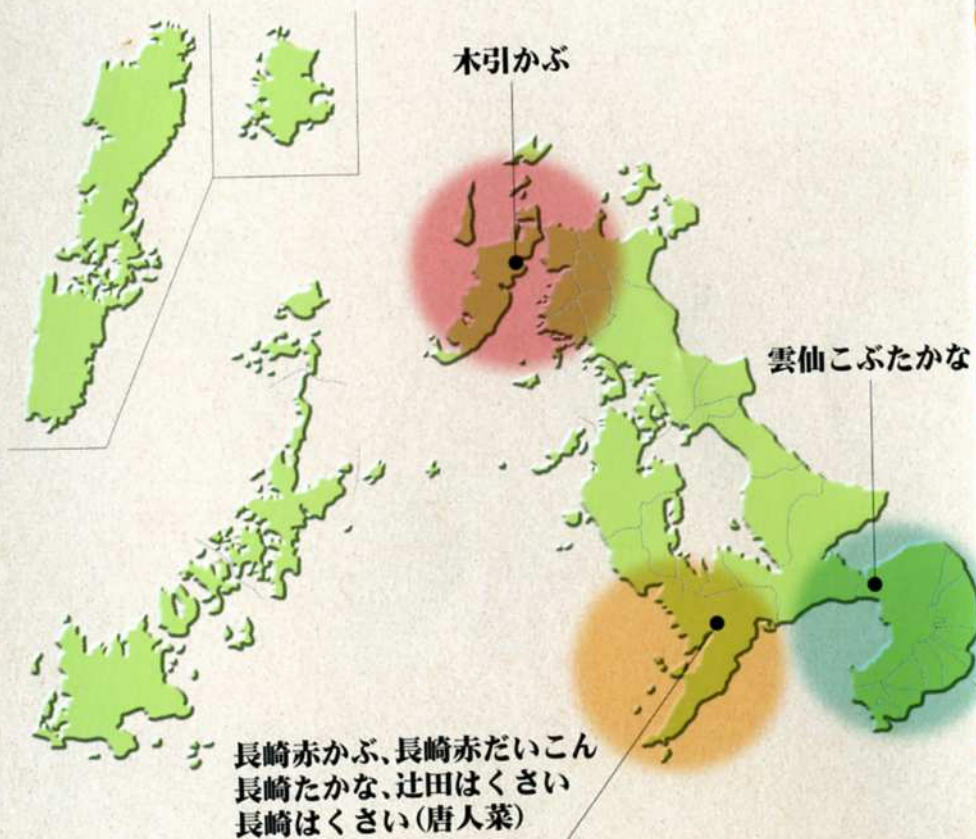 木引かぶ
雲仙こぶたかな
長崎赤かぶ、長崎赤だいこん
長崎たかな、辻田はくさい
長崎はくさい(唐人菜)